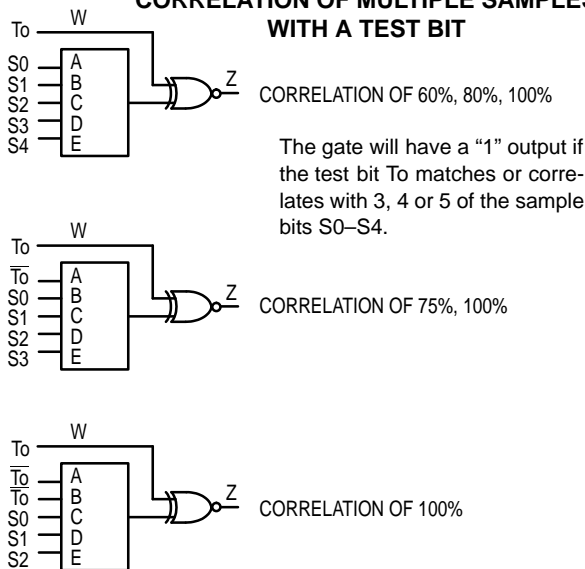 CORRELATION OF MULTIPLE SAMPLES
WITH A TEST BIT
W
To
S0 A
S1 B
S2 C
S3 D
S4 E
Z
CORRELATION OF 60%, 80%, 100%
The gate will have a “1” output if
the test bit To matches or corre-
lates with 3, 4 or 5 of the sample
bits S0–S4.
W
To
T̅o̅ A
S0 B
S1 C
S2 D
S3 E
Z
CORRELATION OF 75%, 100%
W
To
T̅o̅ A
T̅o̅ B
S0 C
S1 D
S2 E
Z
CORRELATION OF 100%